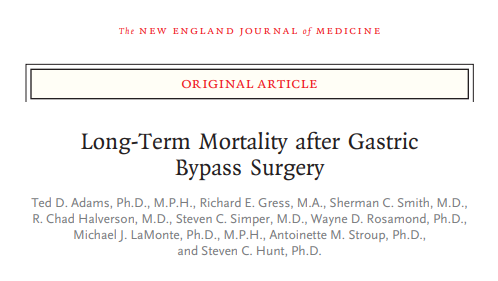 The NEW ENGLAND JOURNAL of MEDICINE
ORIGINAL ARTICLE
Long-Term Mortality after Gastric
Bypass Surgery
Ted D. Adams, Ph.D., M.P.H., Richard E. Gress, M.A., Sherman C. Smith, M.D.,
R. Chad Halverson, M.D., Steven C. Simper, M.D., Wayne D. Rosamond, Ph.D.,
Michael J. LaMonte, Ph.D., M.P.H., Antoinette M. Stroup, Ph.D.,
and Steven C. Hunt, Ph.D.